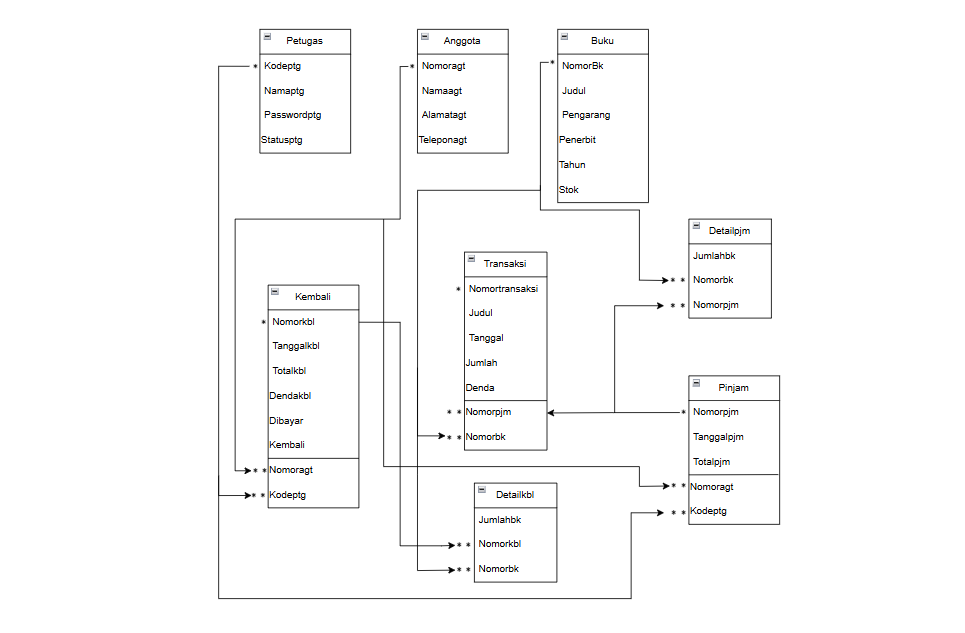 Petugas
* Kodeptg
Namaptg
Passwordptg
Statusptg
Anggota
* Nomoragt
Namaagt
Alamatagt
Teleponagt
Buku
* NomorBk
Judul
Pengarang
Penerbit
Tahun
Stok
Detailpjm
Jumlahbk
* * Nomorbk
* * Nomorpjm
Transaksi
* Nomortransaksi
Judul
Tanggal
Jumlah
Denda
* * Nomorpjm
* * Nomorbk
Kembali
* Nomorkbl
Tanggalkbl
Totalkbl
Dendakbl
Dibayar
Kembali
* * Nomoragt
* * Kodeptg
Pinjam
* Nomorpjm
Tanggalpjm
Totalpjm
* * Nomoragt
* * Kodeptg
Detailkbl
Jumlahbk
* * Nomorkbl
* * Nomorbk